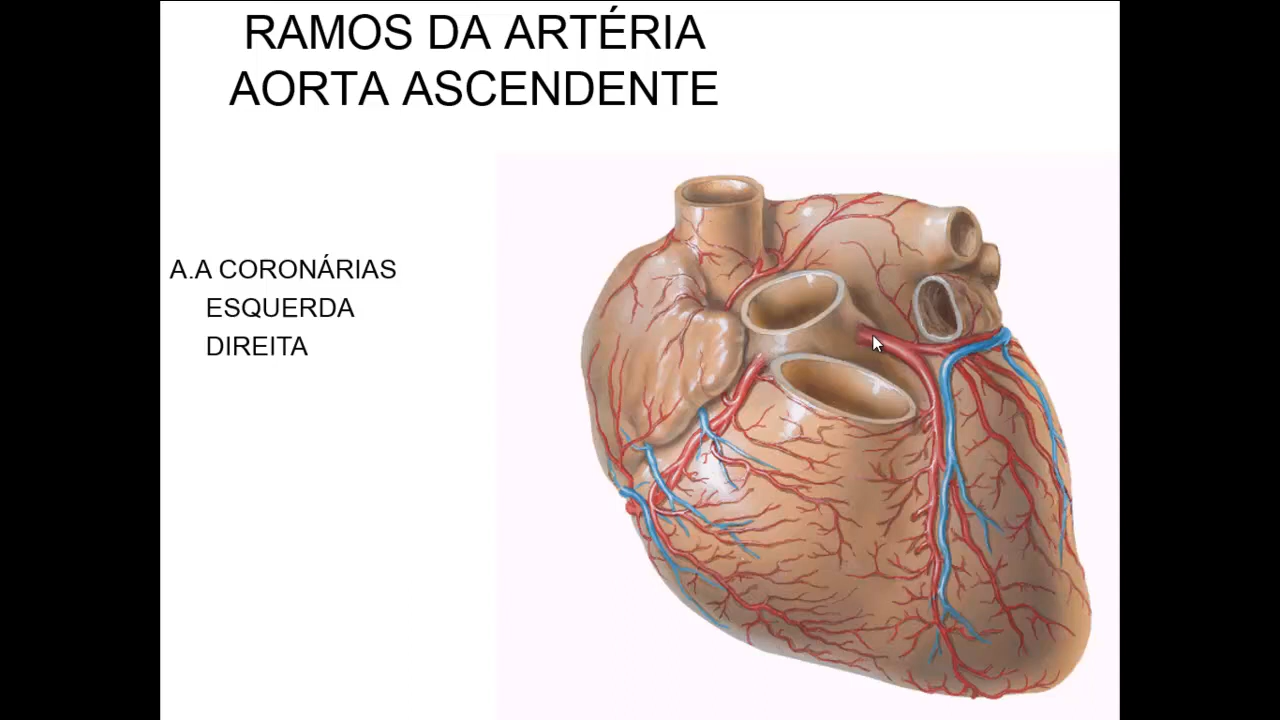 RAMOS DA ARTÉRIA
AORTA ASCENDENTE
A.A CORONÁRIAS
ESQUERDA
DIREITA